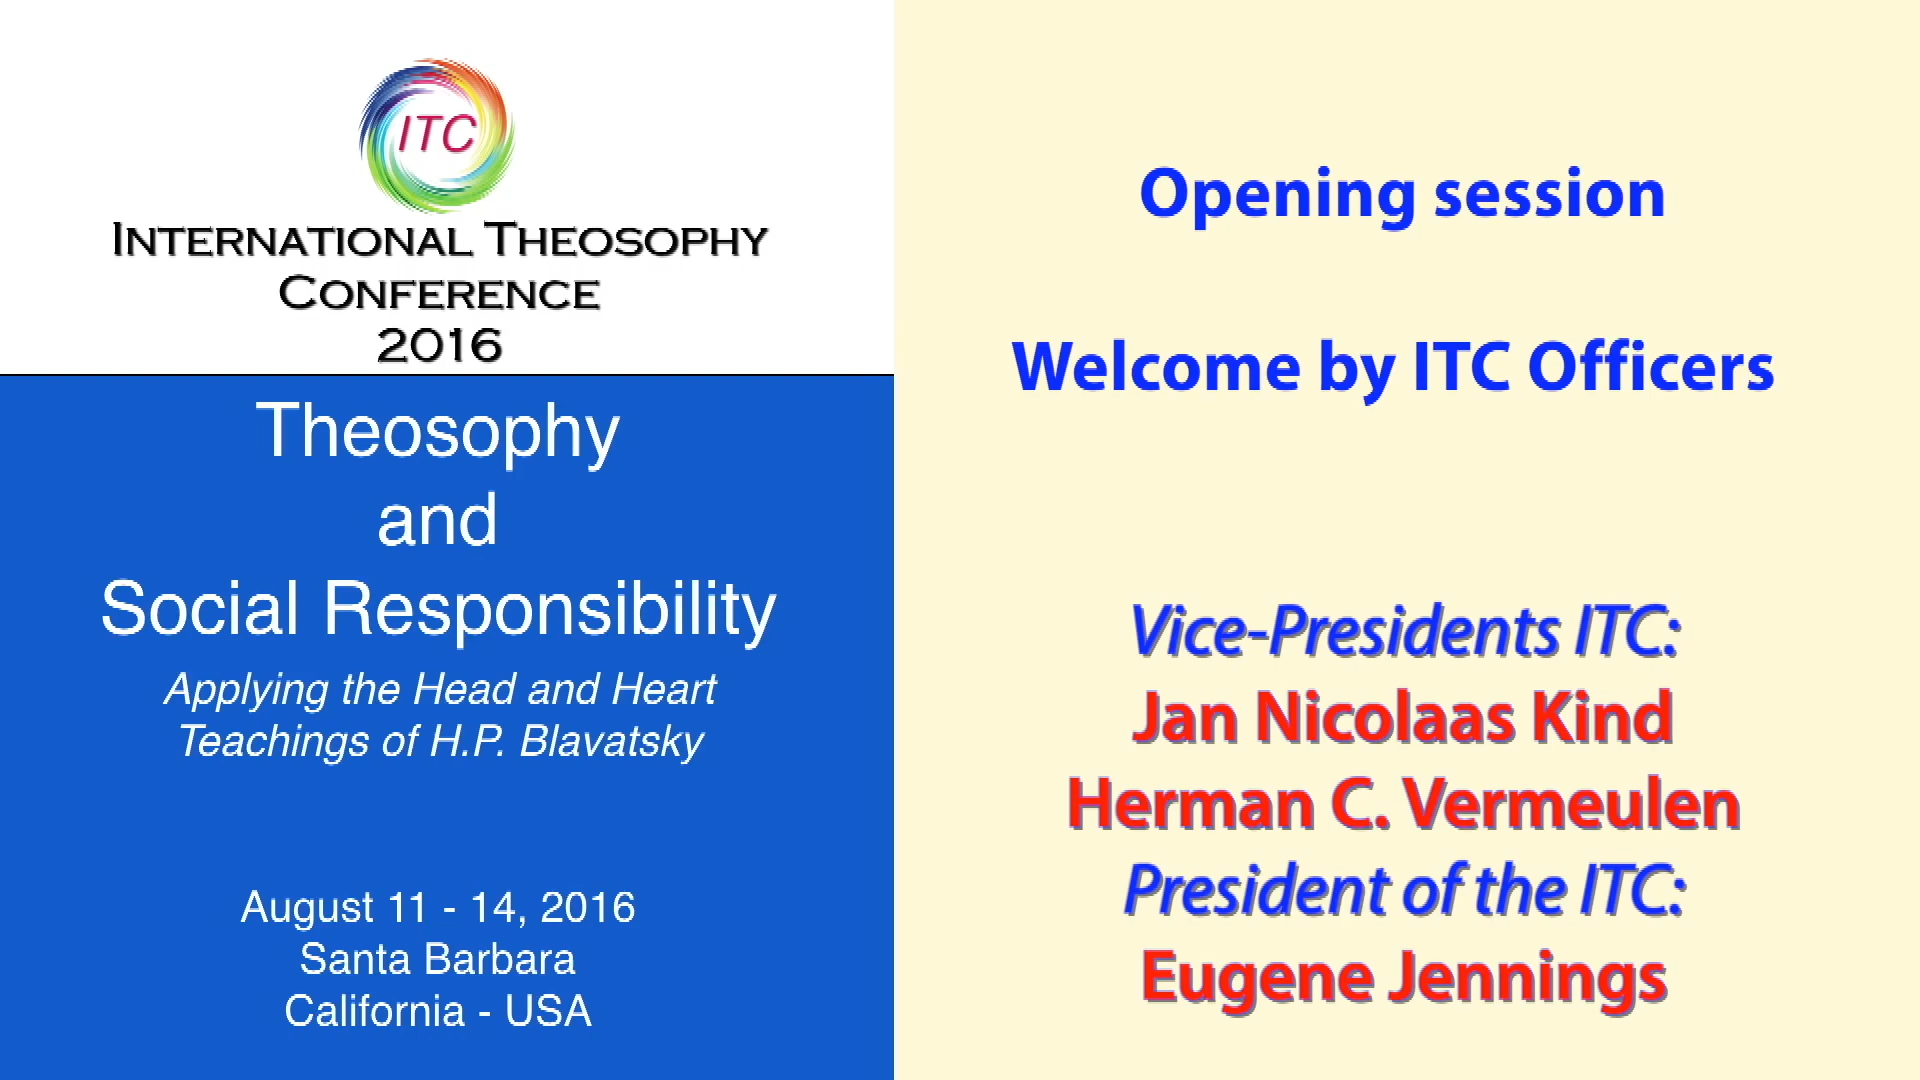 ITC
INTERNATIONAL THEOSOPHY
CONFERENCE
2016
Theosophy
and
Social Responsibility
Applying the Head and Heart
Teachings of H.P. Blavatsky
August 11 - 14, 2016
Santa Barbara
California - USA
Opening session
Welcome by ITC Officers
Vice-Presidents ITC:
Jan Nicolaas Kind
Herman C. Vermeulen
President of the ITC:
Eugene Jennings